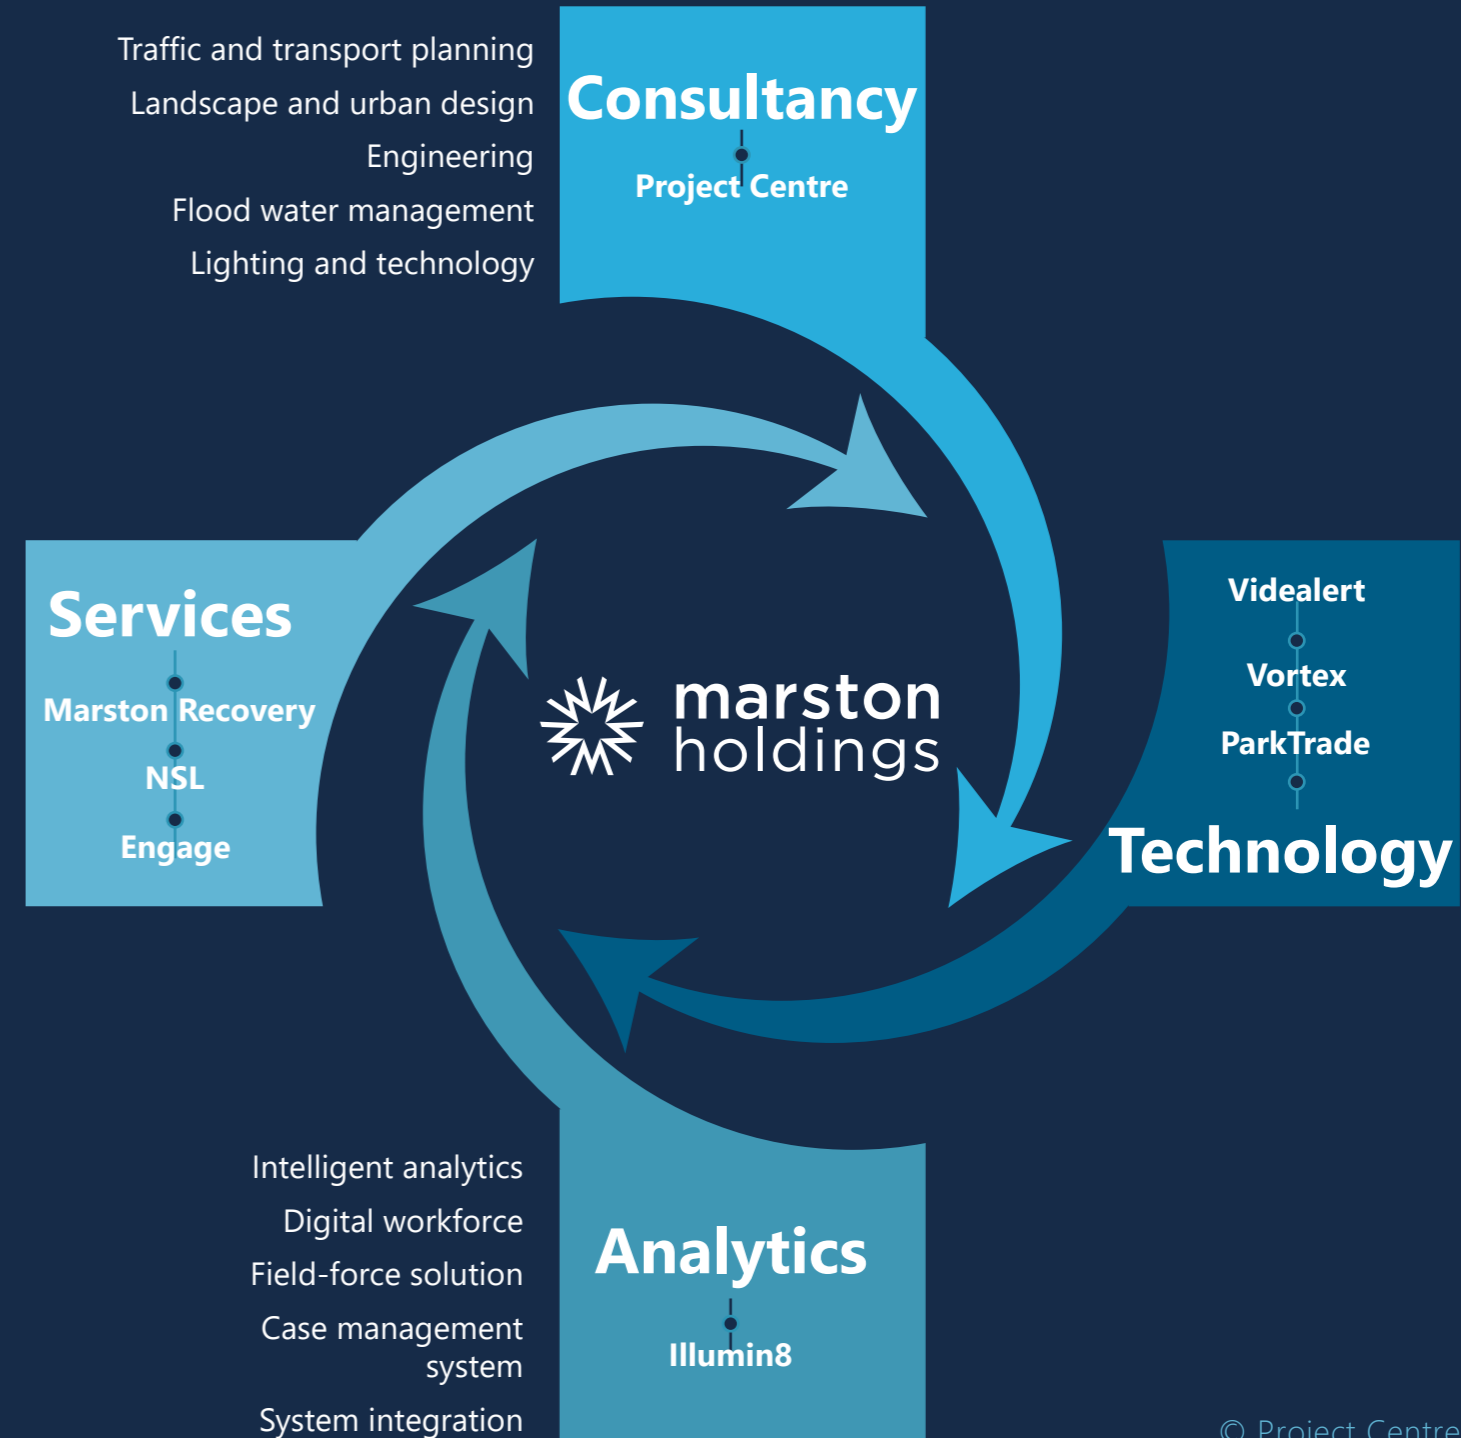 Traffic and transport planning
Landscape and urban design
Engineering
Flood water management
Lighting and technology
Consultancy
Project Centre
Services
Marston Recovery
NSL
Engage
marston
holdings
Videalert
Vortex
ParkTrade
Technology
Intelligent analytics
Digital workforce
Field-force solution
Case management
system
System integration
Analytics
Illumin8
© Project Centre